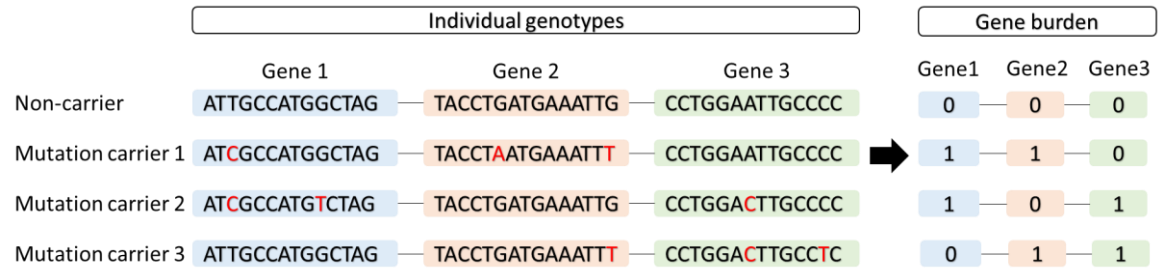 Individual genotypes Gene burden
Gene 1 Gene 2 Gene 3 Gene1 Gene2 Gene3
Non-carrier ATTGCCATGGCTAG TACCTGATGAAATTG CCTGGAATTGCCCC 0 0 0
Mutation carrier 1 ATCGCCATGGCTAG TACCTAATGAAATTT CCTGGAATTGCCCC 1 1 0
Mutation carrier 2 ATCGCCATGTCTAG TACCTGATGAAATTG CCTGGACTTGCCCC 1 0 1
Mutation carrier 3 ATTGCCATGGCTAG TACCTGATGAAATTT CCTGGACTTGCCTC 0 1 1